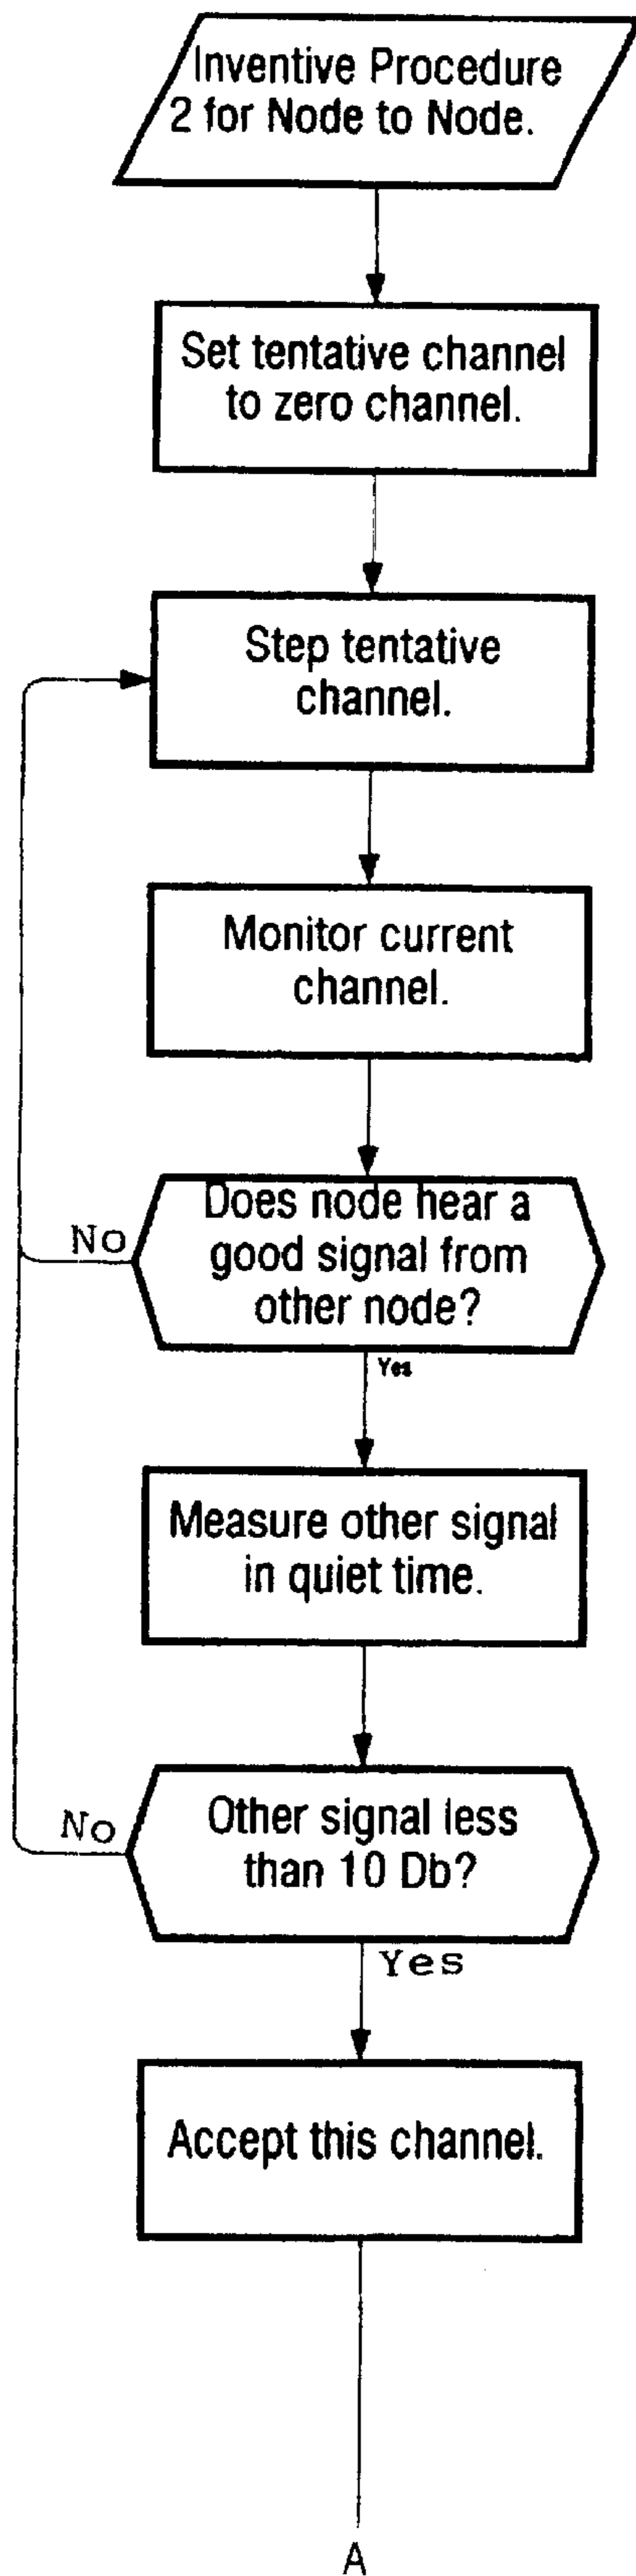 Inventive Procedure
2 for Node to Node.
Set tentative channel
to zero channel.
Step tentative
channel.
Monitor current
channel.
Does node hear a
good signal from
other node?
No
Yes
Measure other signal
in quiet time.
Other signal less
than 10 Db?
No
Yes
Accept this channel.
A